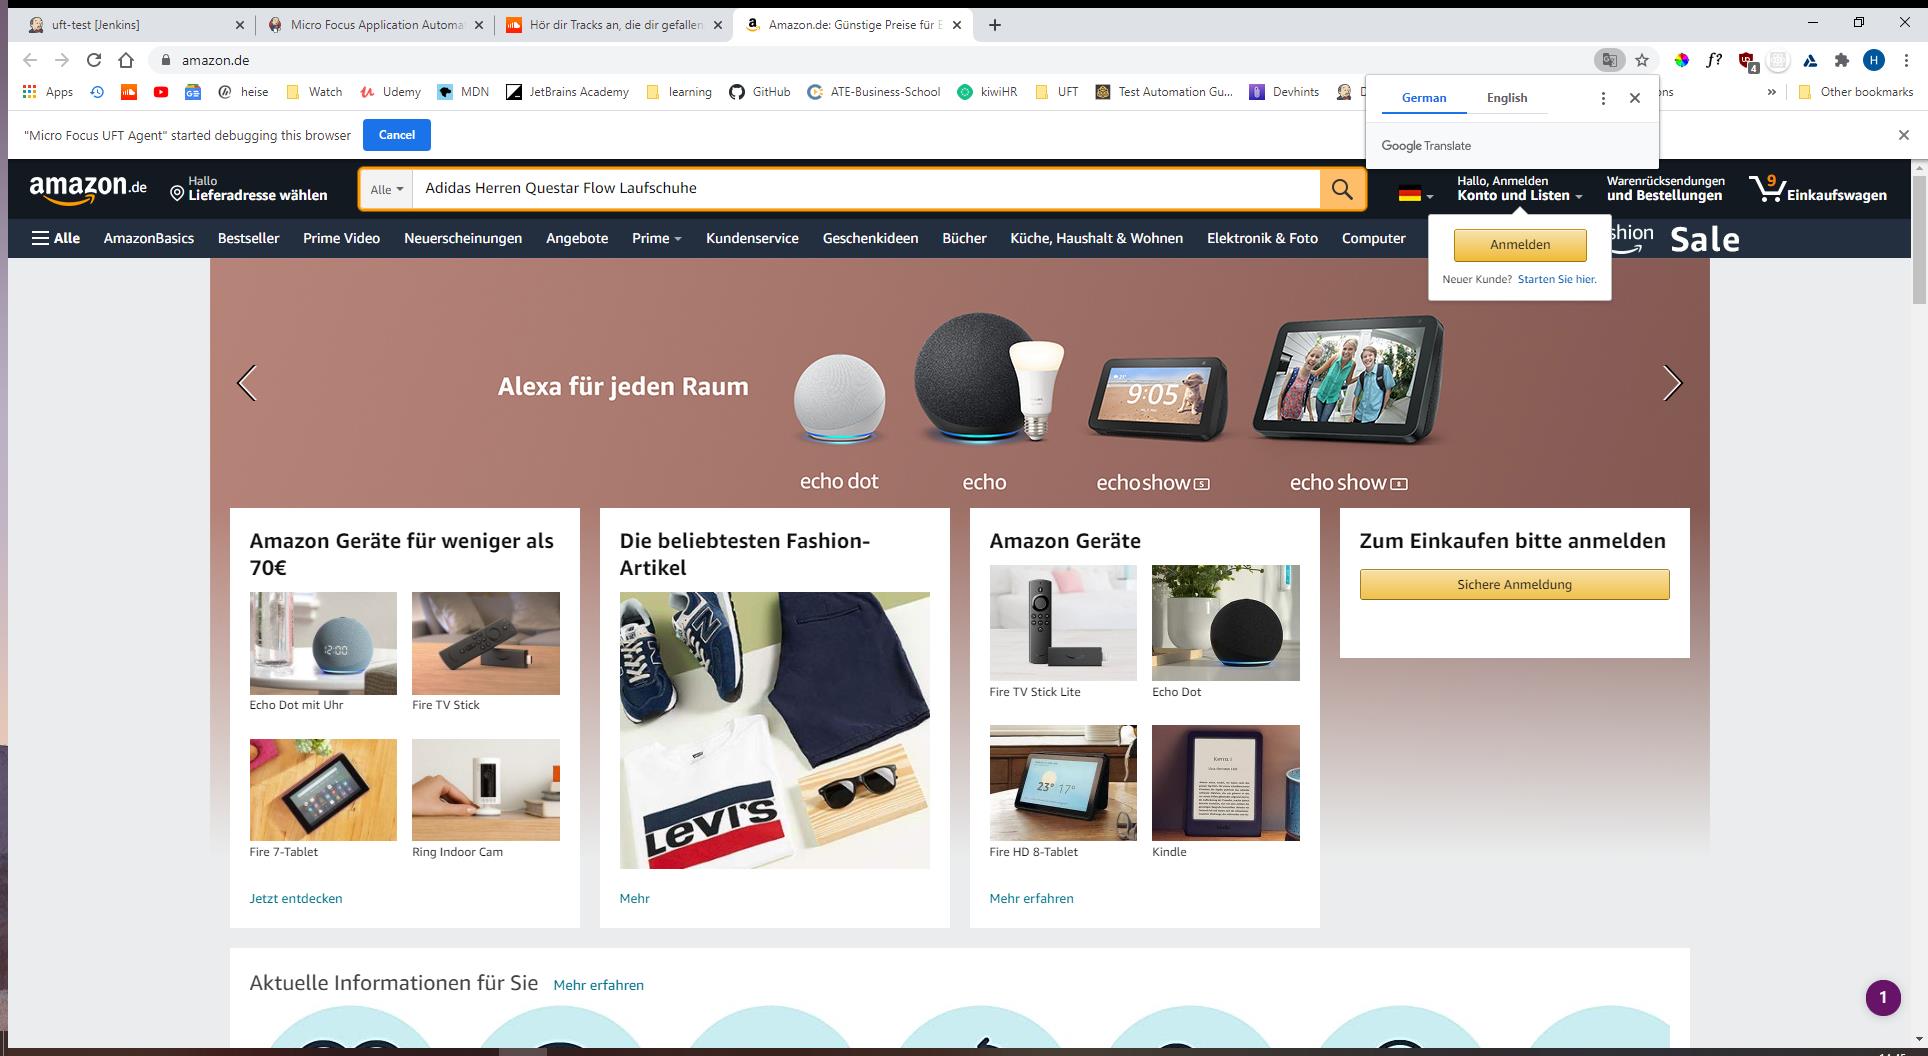 uft-test [Jenkins]
Micro Focus Application Automa
Hör dir Tracks an, die dir gefallen
Amazon.de: Günstige Preise für E
amazon.de
f?
4
H
Apps
heise
Watch
Udemy
MDN
JetBrains Academy
learning
GitHub
ATE-Business-School
kiwiHR
UFT
Test Automation Gu...
Devhints
D
ons
»
Other bookmarks
German
English
Google Translate
"Micro Focus UFT Agent" started debugging this browser
Cancel
amazon.de
Hallo
Lieferadresse wählen
Alle
Adidas Herren Questar Flow Laufschuhe
Hallo, Anmelden
Konto und Listen
Warenrücksendungen
und Bestellungen
9
Einkaufswagen
Alle
AmazonBasics
Bestseller
Prime Video
Neuerscheinungen
Angebote
Prime
Kundenservice
Geschenkideen
Bücher
Küche, Haushalt & Wohnen
Elektronik & Foto
Computer
shion
Sale
Anmelden
Neuer Kunde? Starten Sie hier.
Alexa für jeden Raum
9:05
echo dot
echo
echo show 5
echo show 8
Amazon Geräte für weniger als
70€
12:00
Echo Dot mit Uhr
Fire TV Stick
Fire 7-Tablet
Ring Indoor Cam
Jetzt entdecken
Die beliebtesten Fashion-
Artikel
LEVI'S
Mehr
Amazon Geräte
Fire TV Stick Lite
Echo Dot
23° 17°
Fire HD 8-Tablet
Kindle
Mehr erfahren
Zum Einkaufen bitte anmelden
Sichere Anmeldung
Aktuelle Informationen für Sie
Mehr erfahren
1